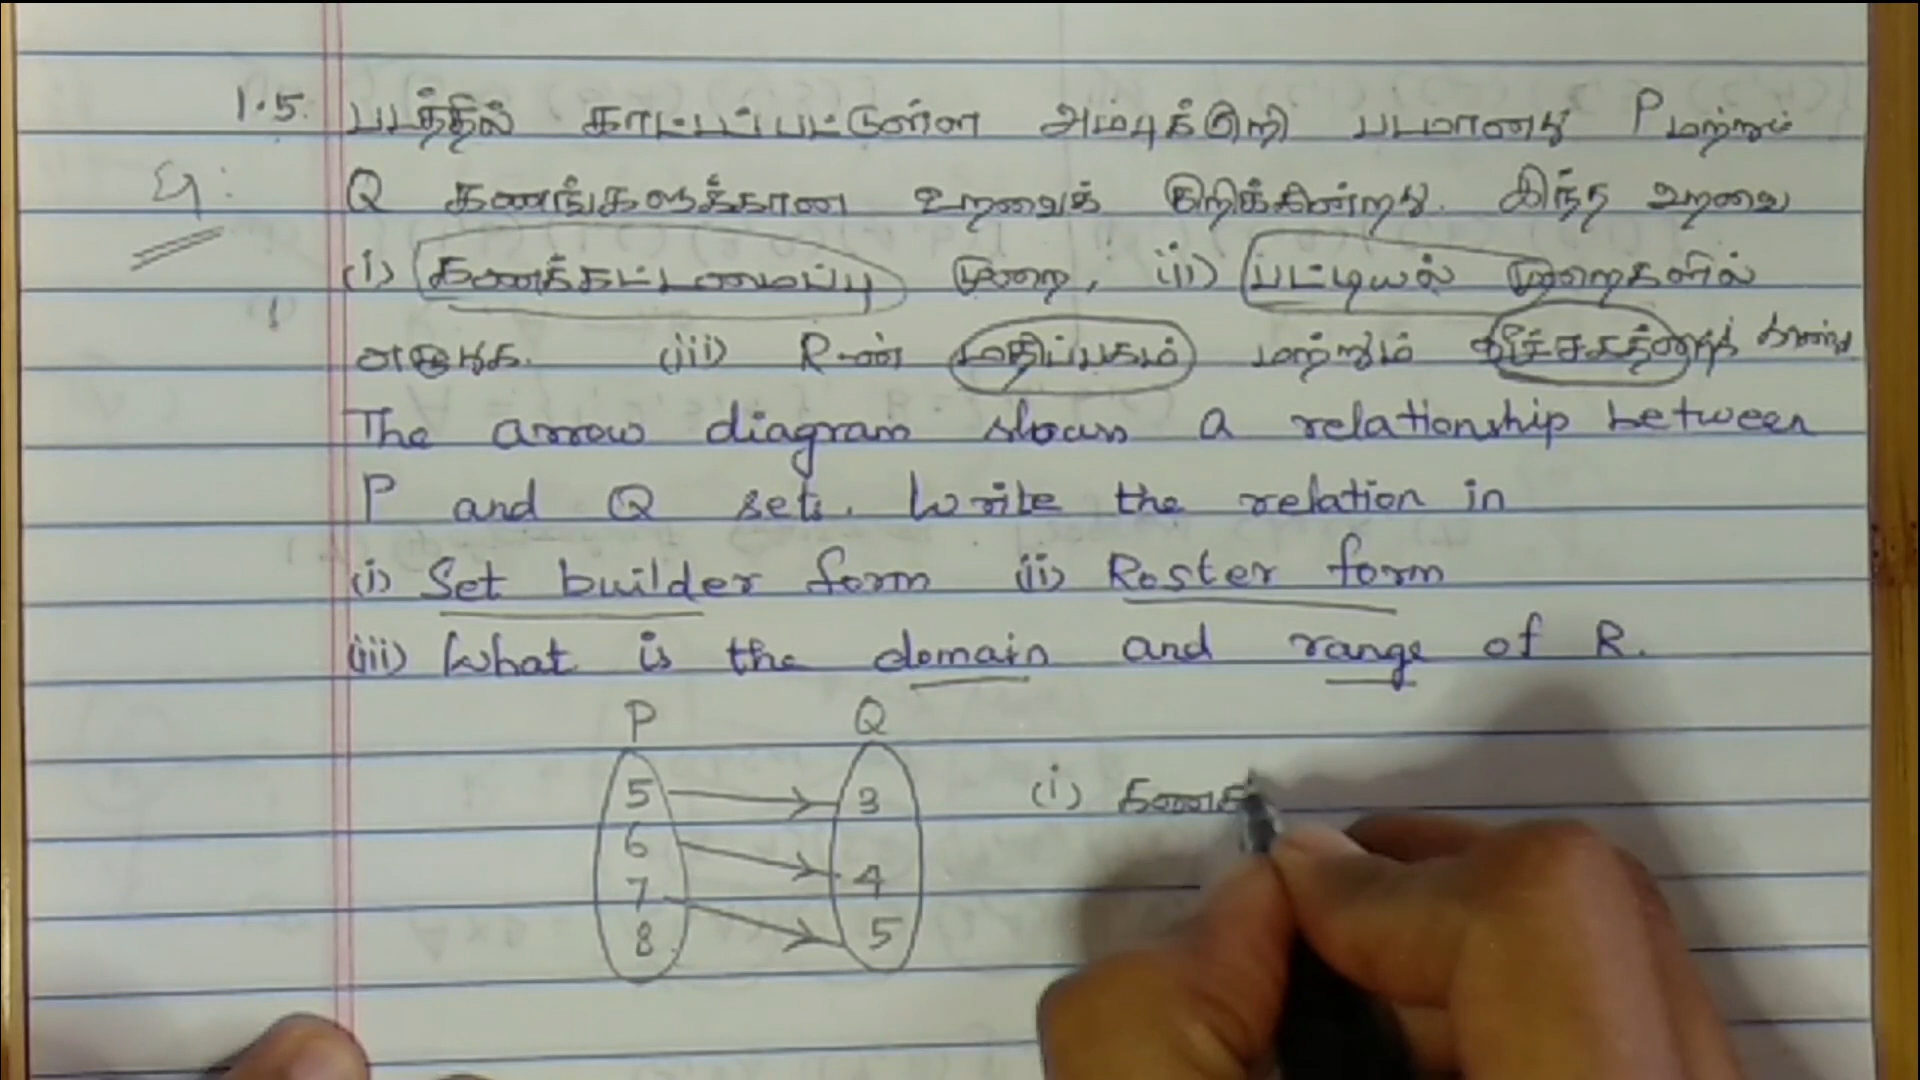 1.5. படத்தில் காட்டப்பட்டுள்ள அம்புக்குறி படமானது P மற்றும்
எ.
Q கணங்களுக்கான உறவைக் குறிக்கின்றது. இந்த உறவை
(i) கணக்கட்டமைப்பு முறை, (ii) பட்டியல் முறைகளில்
எழுதுக. (iii) R-ன் மதிப்பகம் மற்றும் வீச்சகத்தைக்
The arrow diagram shows a relationship between
P and Q sets. Write the relation in
(i) Set builder form (ii) Roster form
(iii) What is the domain and range of R.
P Q
5 3 (i) கணக்
6
7 4
8 5